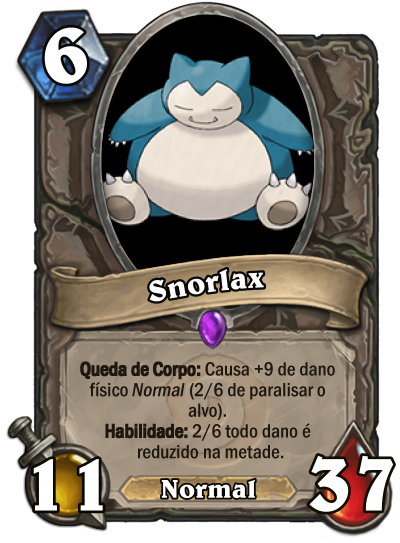 6
Snorlax
Queda de Corpo: Causa +9 de dano
físico Normal (2/6 de paralisar o
alvo).
Habilidade: 2/6 todo dano é
reduzido na metade.
11
Normal
37